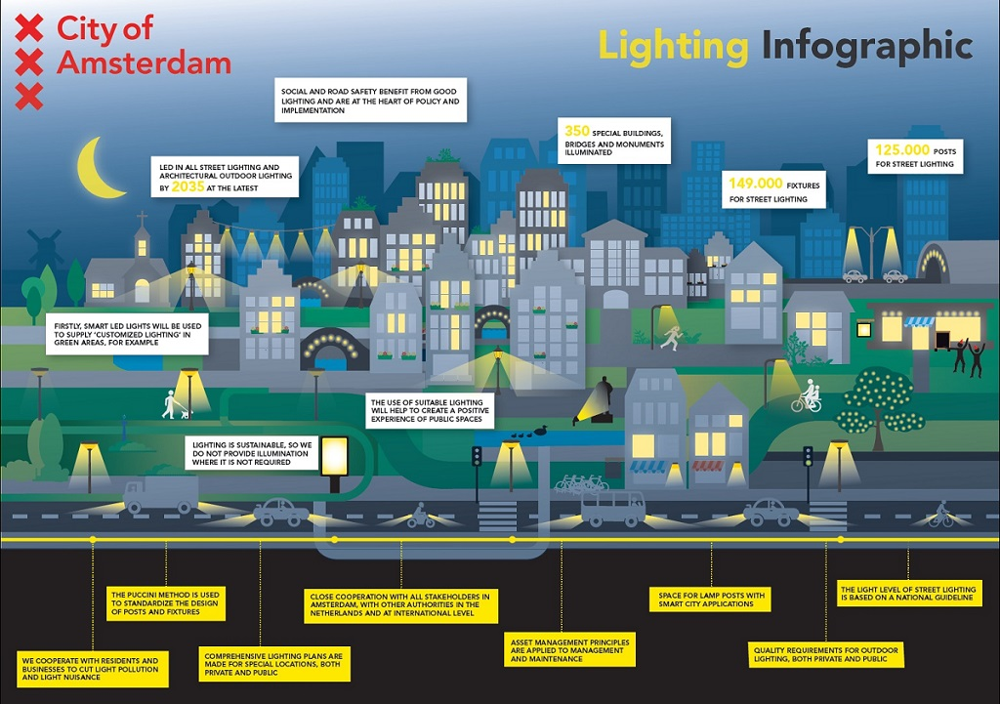 City of
Amsterdam
Lighting Infographic
SOCIAL AND ROAD SAFETY BENEFIT FROM GOOD
LIGHTING AND ARE AT THE HEART OF POLICY AND
IMPLEMENTATION
350 SPECIAL BUILDINGS,
BRIDGES AND MONUMENTS
ILLUMINATED
125.000 POSTS
FOR STREET LIGHTING
LED IN ALL STREET LIGHTING AND
ARCHITECTURAL OUTDOOR LIGHTING
BY 2035 AT THE LATEST
149.000 FIXTURES
FOR STREET LIGHTING
FIRSTLY, SMART LED LIGHTS WILL BE USED
TO SUPPLY ‘CUSTOMIZED LIGHTING’ IN
GREEN AREAS, FOR EXAMPLE
THE USE OF SUITABLE LIGHTING
WILL HELP TO CREATE A POSITIVE
EXPERIENCE OF PUBLIC SPACES
LIGHTING IS SUSTAINABLE, SO WE
DO NOT PROVIDE ILLUMINATION
WHERE IT IS NOT REQUIRED
THE PUCCINI METHOD IS USED
TO STANDARDIZE THE DESIGN
OF POSTS AND FIXTURES
CLOSE COOPERATION WITH ALL STAKEHOLDERS IN
AMSTERDAM, WITH OTHER AUTHORITIES IN THE
NETHERLANDS AND AT INTERNATIONAL LEVEL
SPACE FOR LAMP POSTS WITH
SMART CITY APPLICATIONS
THE LIGHT LEVEL OF STREET LIGHTING
IS BASED ON A NATIONAL GUIDELINE
WE COOPERATE WITH RESIDENTS AND
BUSINESSES TO CUT LIGHT POLLUTION
AND LIGHT NUISANCE
COMPREHENSIVE LIGHTING PLANS ARE
MADE FOR SPECIAL LOCATIONS, BOTH
PRIVATE AND PUBLIC
ASSET MANAGEMENT PRINCIPLES
ARE APPLIED TO MANAGEMENT
AND MAINTENANCE
QUALITY REQUIREMENTS FOR OUTDOOR
LIGHTING, BOTH PRIVATE AND PUBLIC